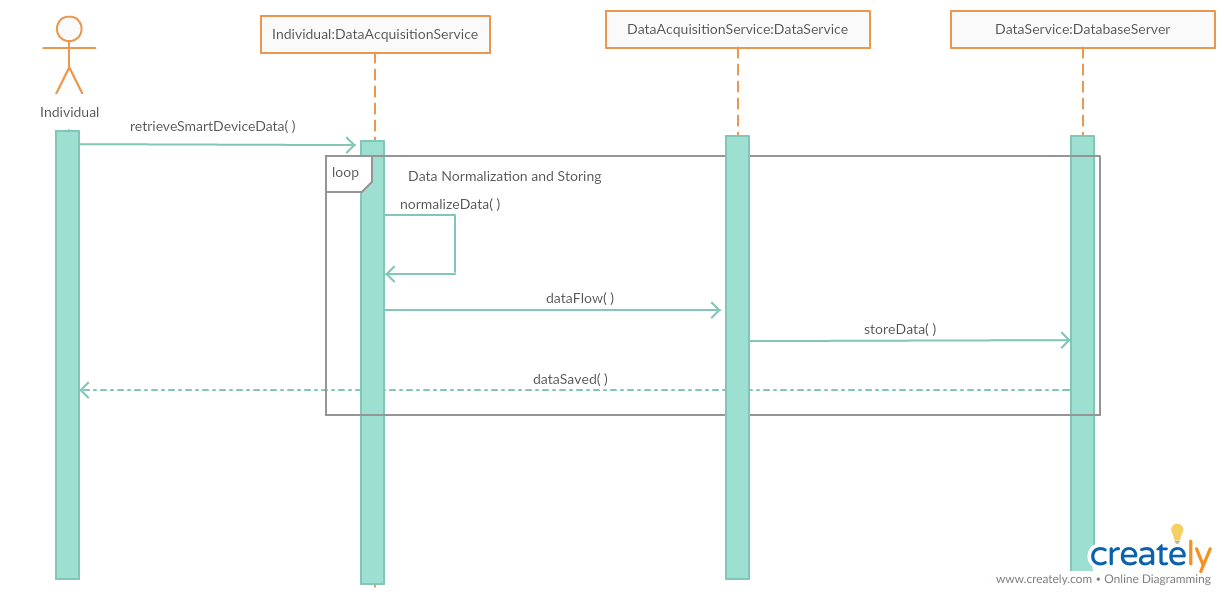 Individual:DataAcquisitionService
DataAcquisitionService:DataService
DataService:DatabaseServer
Individual
retrieveSmartDeviceData( )
loop
Data Normalization and Storing
normalizeData( )
dataFlow( )
storeData( )
dataSaved( )
creately
www.creately.com • Online Diagramming